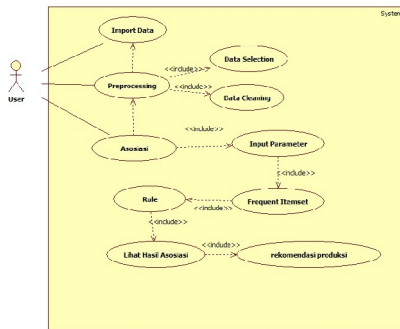 System
Import Data
Data Selection
<<include>>
Preprocessing
<<include>>
Data Cleaning
User
<<include>>
Asosiasi
Input Parameter
<<include>>
Rule
<<include>>
Frequent Itemset
<<include>>
<<include>>
Lihat Hasil Asosiasi
rekomendasi produksi